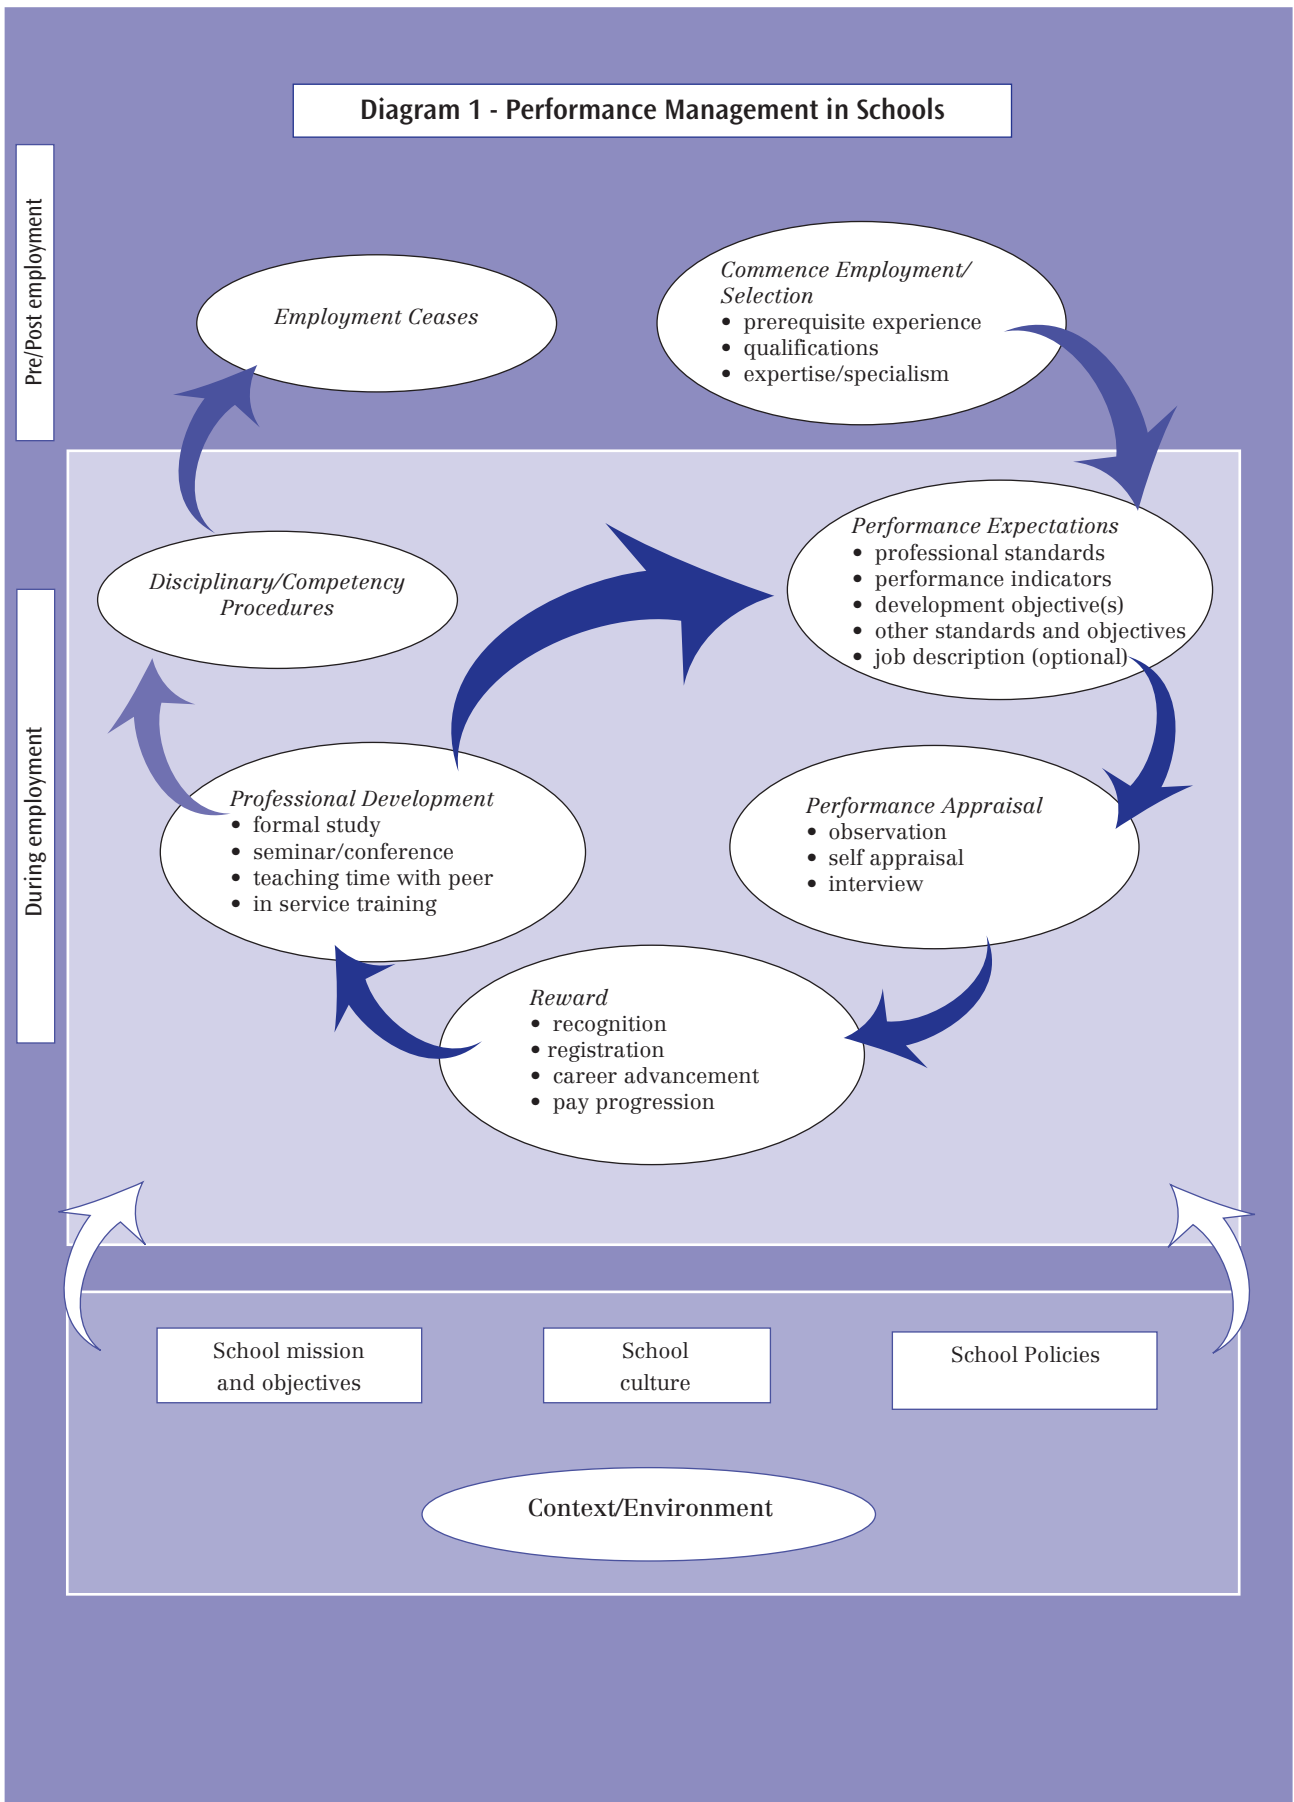 Diagram 1 - Performance Management in Schools
Pre/Post employment
Employment Ceases
Commence Employment/
Selection
• prerequisite experience
• qualifications
• expertise/specialism
During employment
Disciplinary/Competency
Procedures
Performance Expectations
• professional standards
• performance indicators
• development objective(s)
• other standards and objectives
• job description (optional)
Professional Development
• formal study
• seminar/conference
• teaching time with peer
• in service training
Performance Appraisal
• observation
• self appraisal
• interview
Reward
• recognition
• registration
• career advancement
• pay progression
School mission
and objectives
School
culture
School Policies
Context/Environment